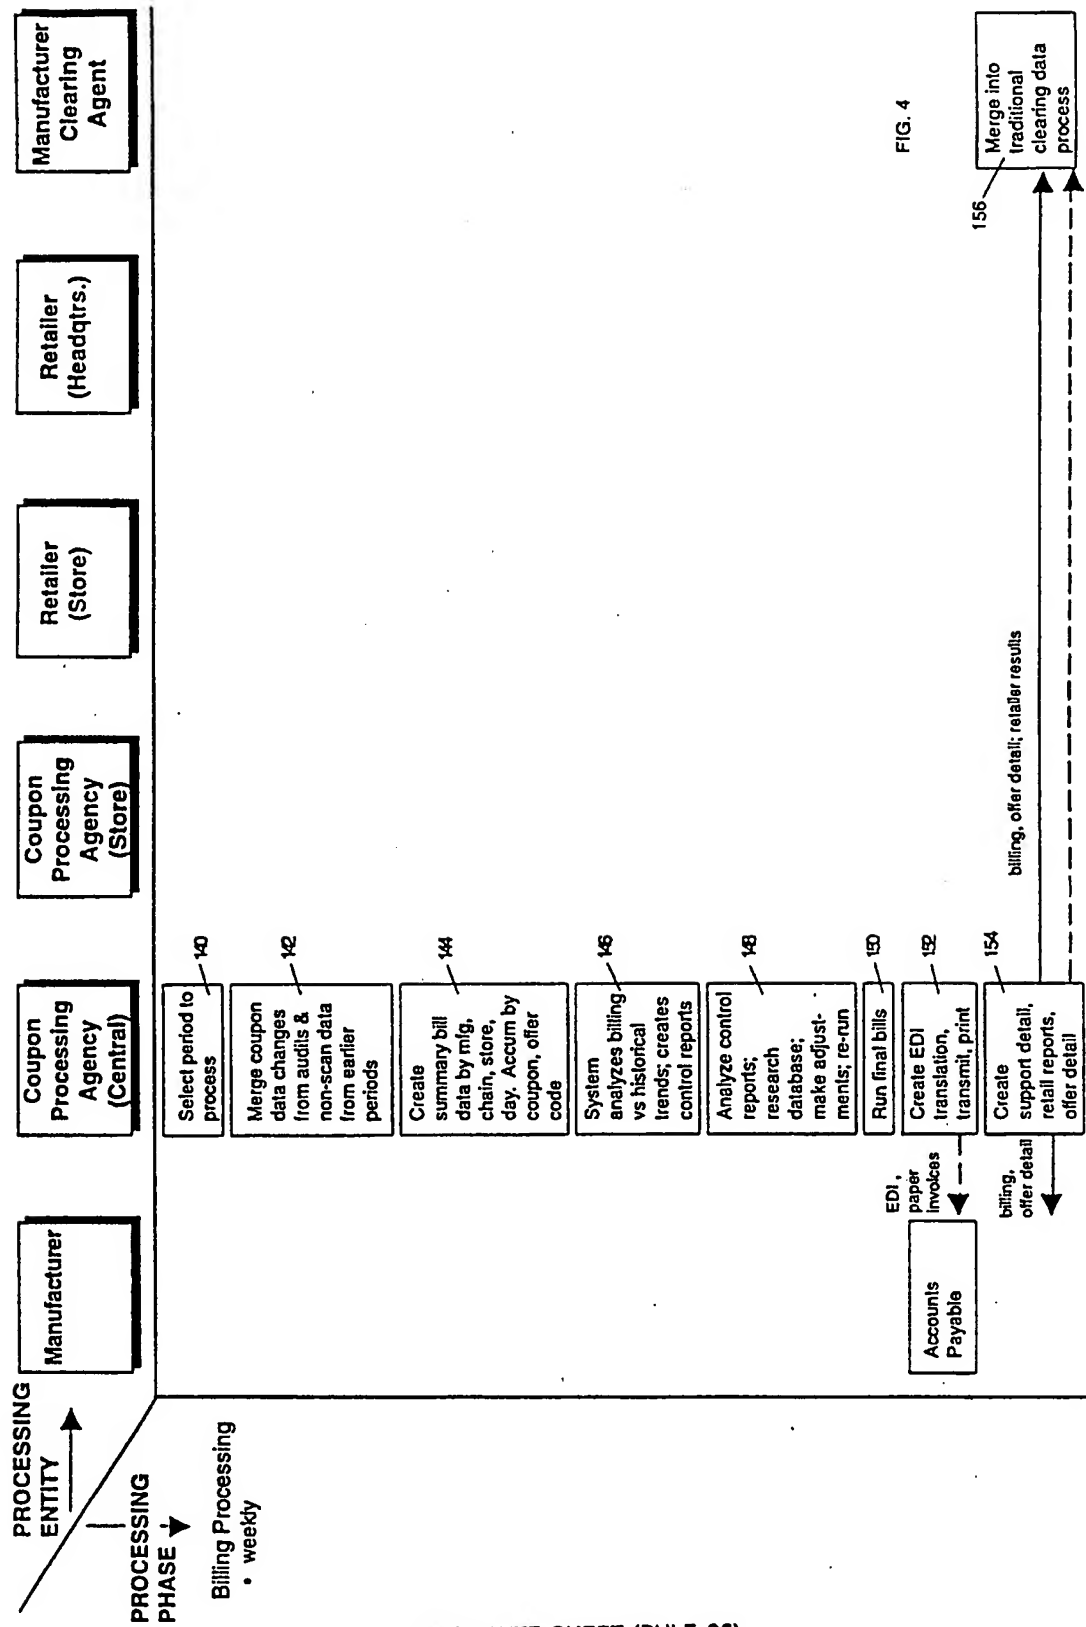 PROCESSING
ENTITY
PROCESSING
PHASE
Manufacturer
Coupon
Processing
Agency
(Central)
Coupon
Processing
Agency
(Store)
Retailer
(Store)
Retailer
(Headqtrs.)
Manufacturer
Clearing
Agent
Billing Processing
• weekly
Select period to
process
140
Merge coupon
data changes
from audits &
non-scan data
from earlier
periods
142
Create
summary bill
data by mfg,
chain, store,
day. Accum by
coupon, offer
code
144
System
analyzes billing
vs historical
trends; creates
control reports
146
Analyze control
reports;
research
database;
make adjust-
ments; re-run
148
Run final bills
150
EDI,
paper
invoices
Accounts
Payable
Create EDI
translation,
transmit, print
152
billing,
offer detail
Create
support detail,
retail reports,
offer detail
154
billing, offer detail; retailer results
156
Merge into
traditional
clearing data
process
FIG. 4